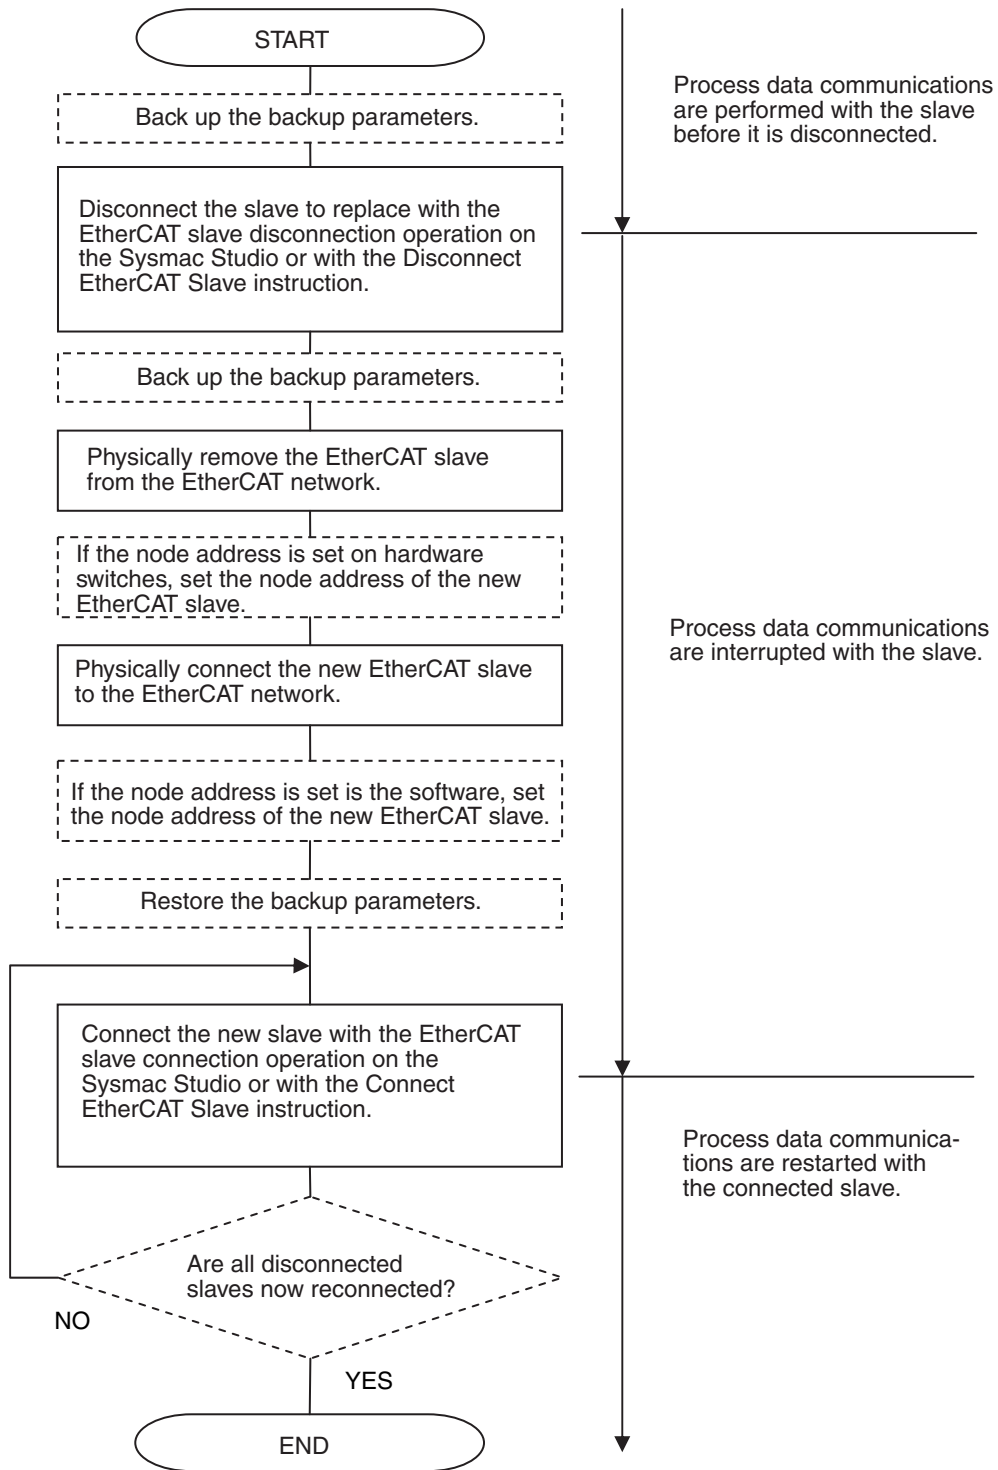 START
Back up the backup parameters.
Disconnect the slave to replace with the
EtherCAT slave disconnection operation on
the Sysmac Studio or with the Disconnect
EtherCAT Slave instruction.
Back up the backup parameters.
Physically remove the EtherCAT slave
from the EtherCAT network.
If the node address is set on hardware
switches, set the node address of the new
EtherCAT slave.
Physically connect the new EtherCAT slave
to the EtherCAT network.
If the node address is set is the software, set
the node address of the new EtherCAT slave.
Restore the backup parameters.
Connect the new slave with the EtherCAT
slave connection operation on the
Sysmac Studio or with the Connect
EtherCAT Slave instruction.
Are all disconnected
slaves now reconnected?
NO
YES
END
Process data communications
are performed with the slave
before it is disconnected.
Process data communications
are interrupted with the slave.
Process data communica-
tions are restarted with
the connected slave.